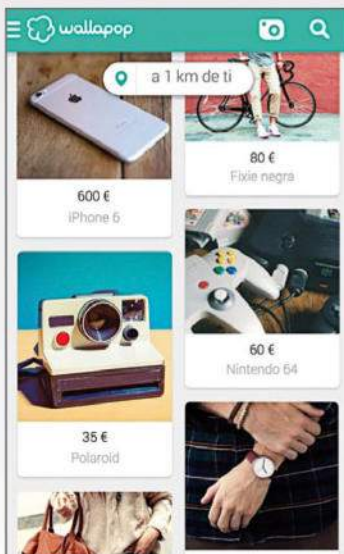 wallapop
a 1 km de ti
600 €
iPhone 6
80 €
Fixie negra
35 €
Polaroid
60 €
Nintendo 64